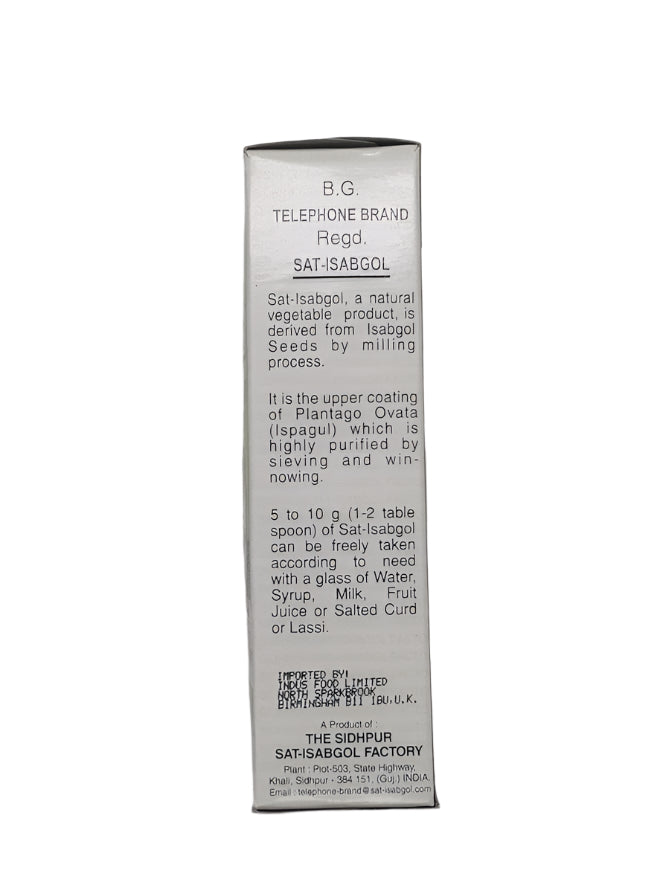 B.G.
TELEPHONE BRAND
Regd.
SAT-ISABGOL
Sat-Isabgol, a natural
vegetable product, is
derived from Isabgol
Seeds by milling
process.
It is the upper coating
of Plantago Ovata
(Ispagul) which is
highly purified by
sieving and win-
nowing.
5 to 10 g (1-2 table
spoon) of Sat-Isabgol
can be freely taken
according to need
with a glass of Water,
Syrup, Milk, Fruit
Juice or Salted Curd
or Lassi.
IMPORTED BY:
INDUS FOOD LIMITED
NORTH SPARKBROOK
BIRMINGHAM B11 1BU,U.K.
A Product of :
THE SIDHPUR
SAT-ISABGOL FACTORY
Plant : Plot-503, State Highway,
Khali, Sidhpur - 384 151. (Guj.) INDIA.
Email : telephone-brand@sat-isabgol.com